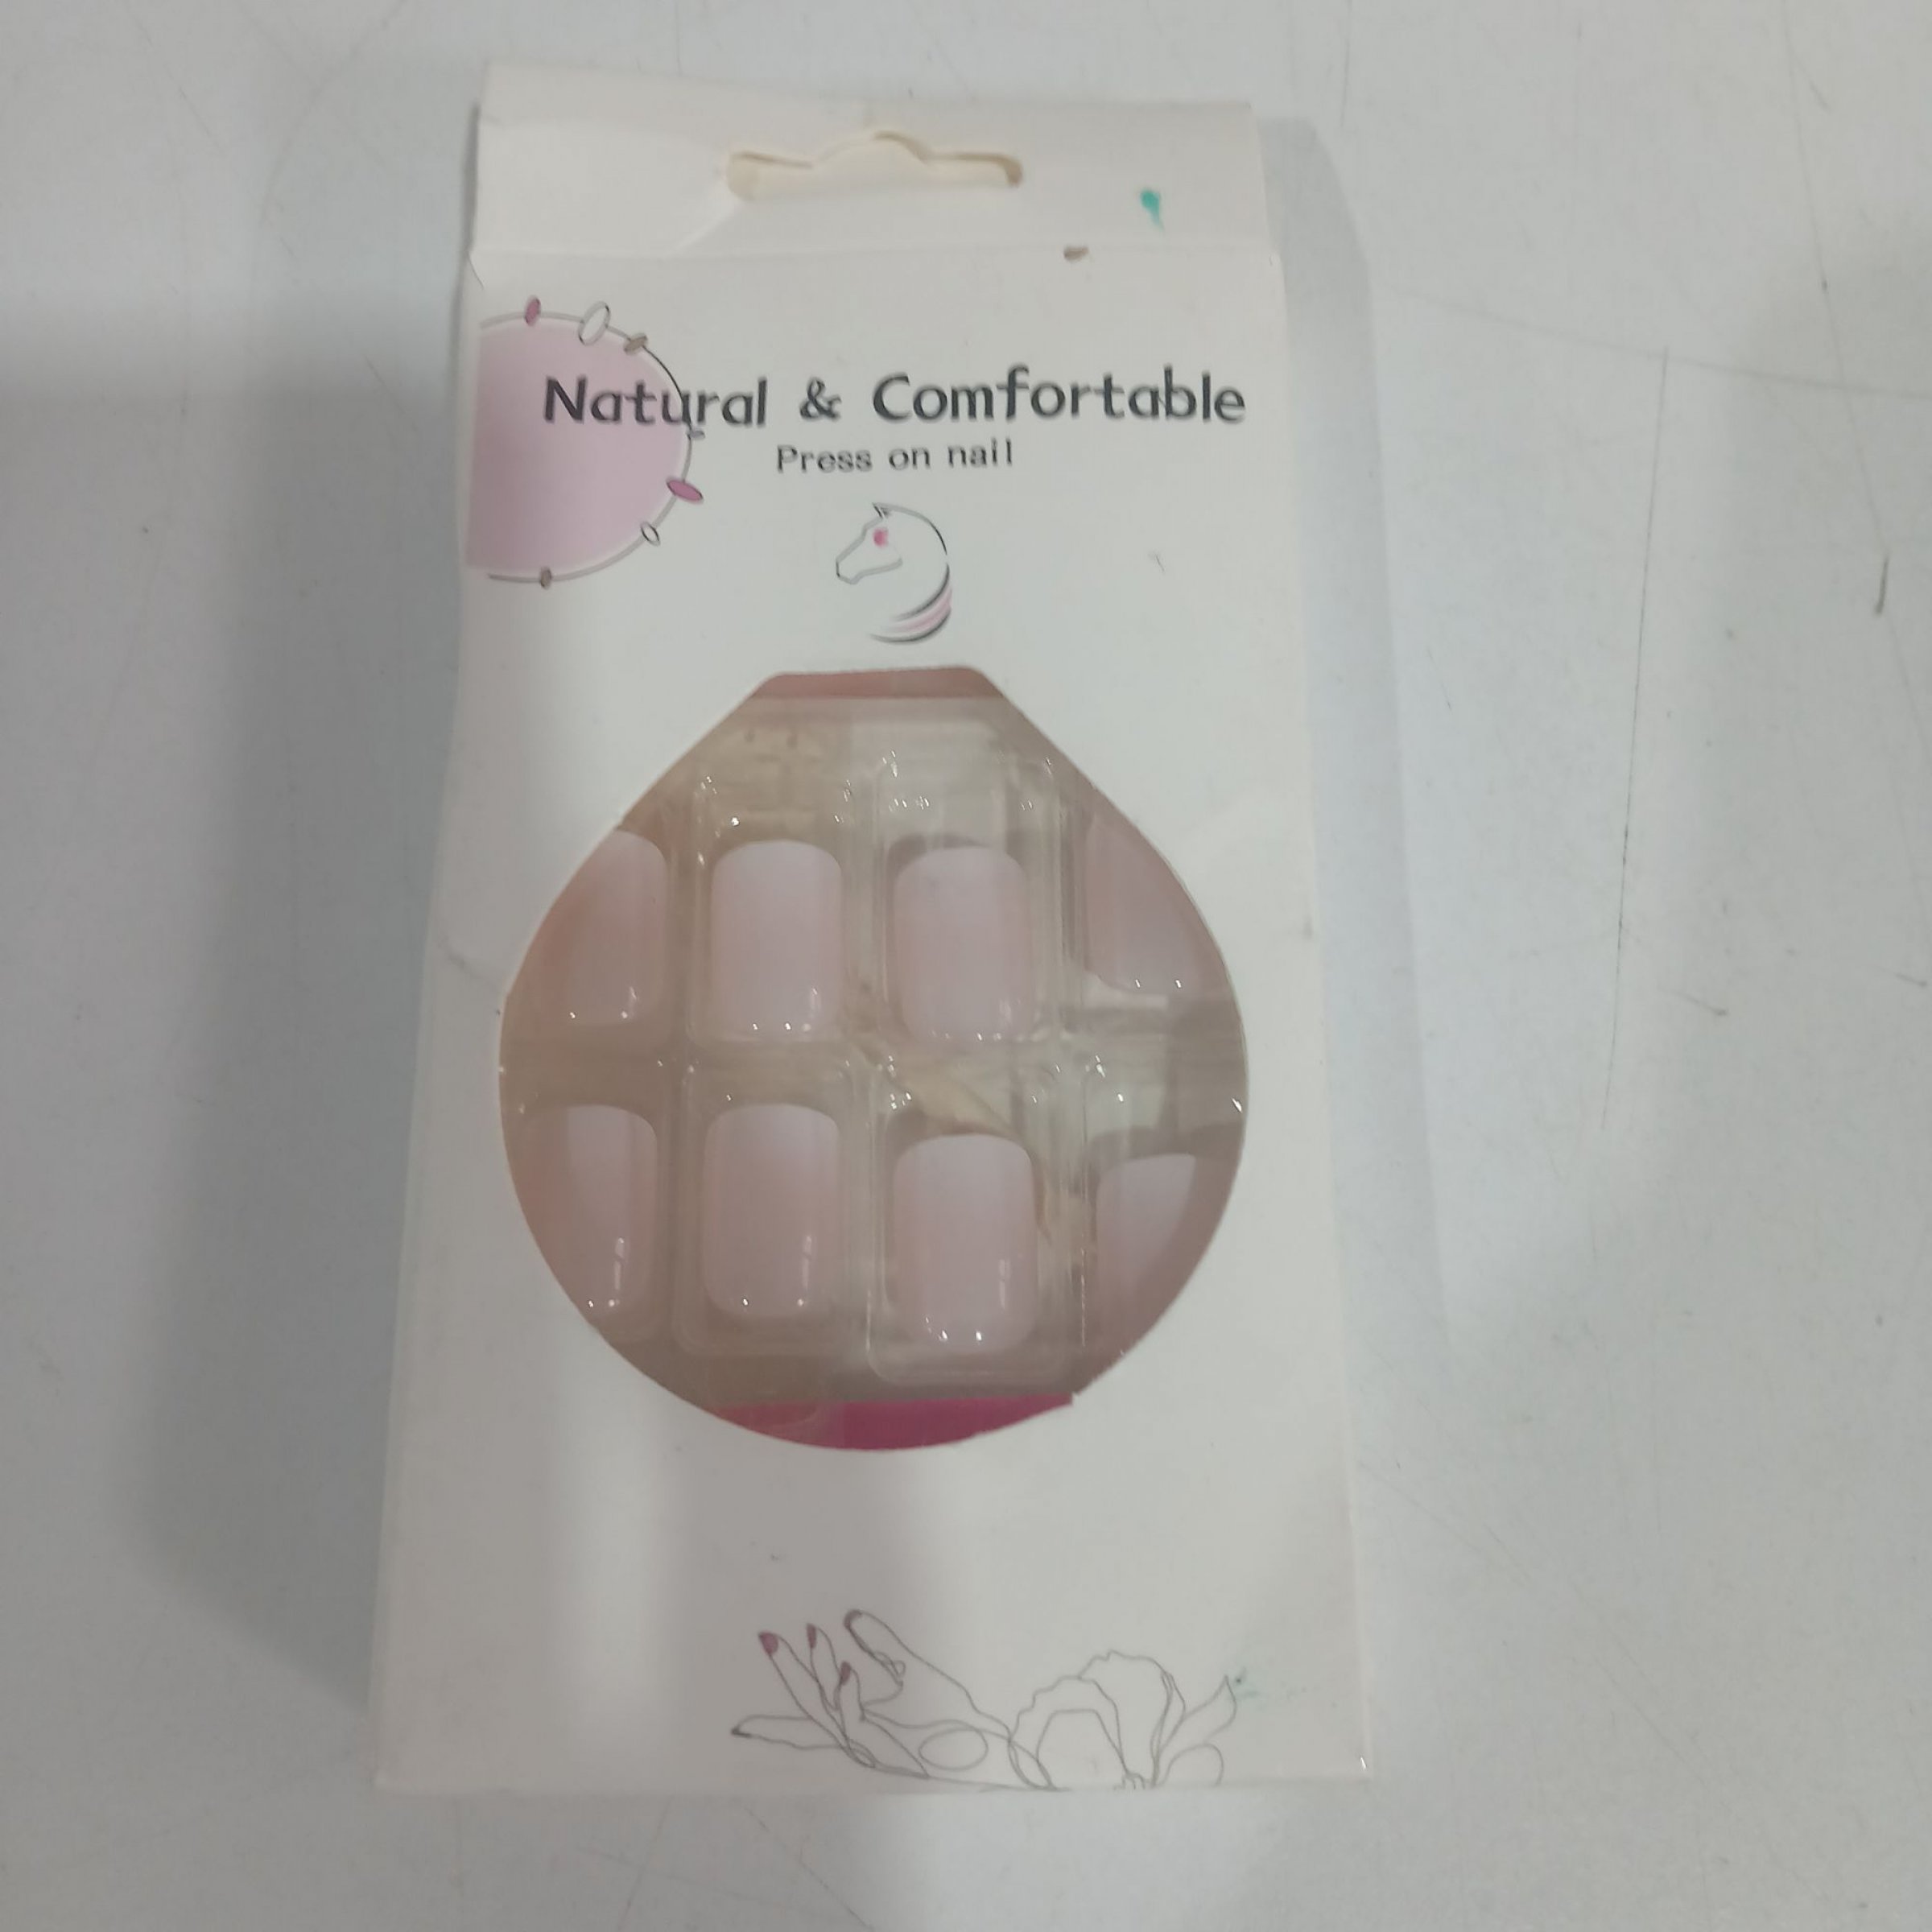 Natural & Comfortable
Press on nail